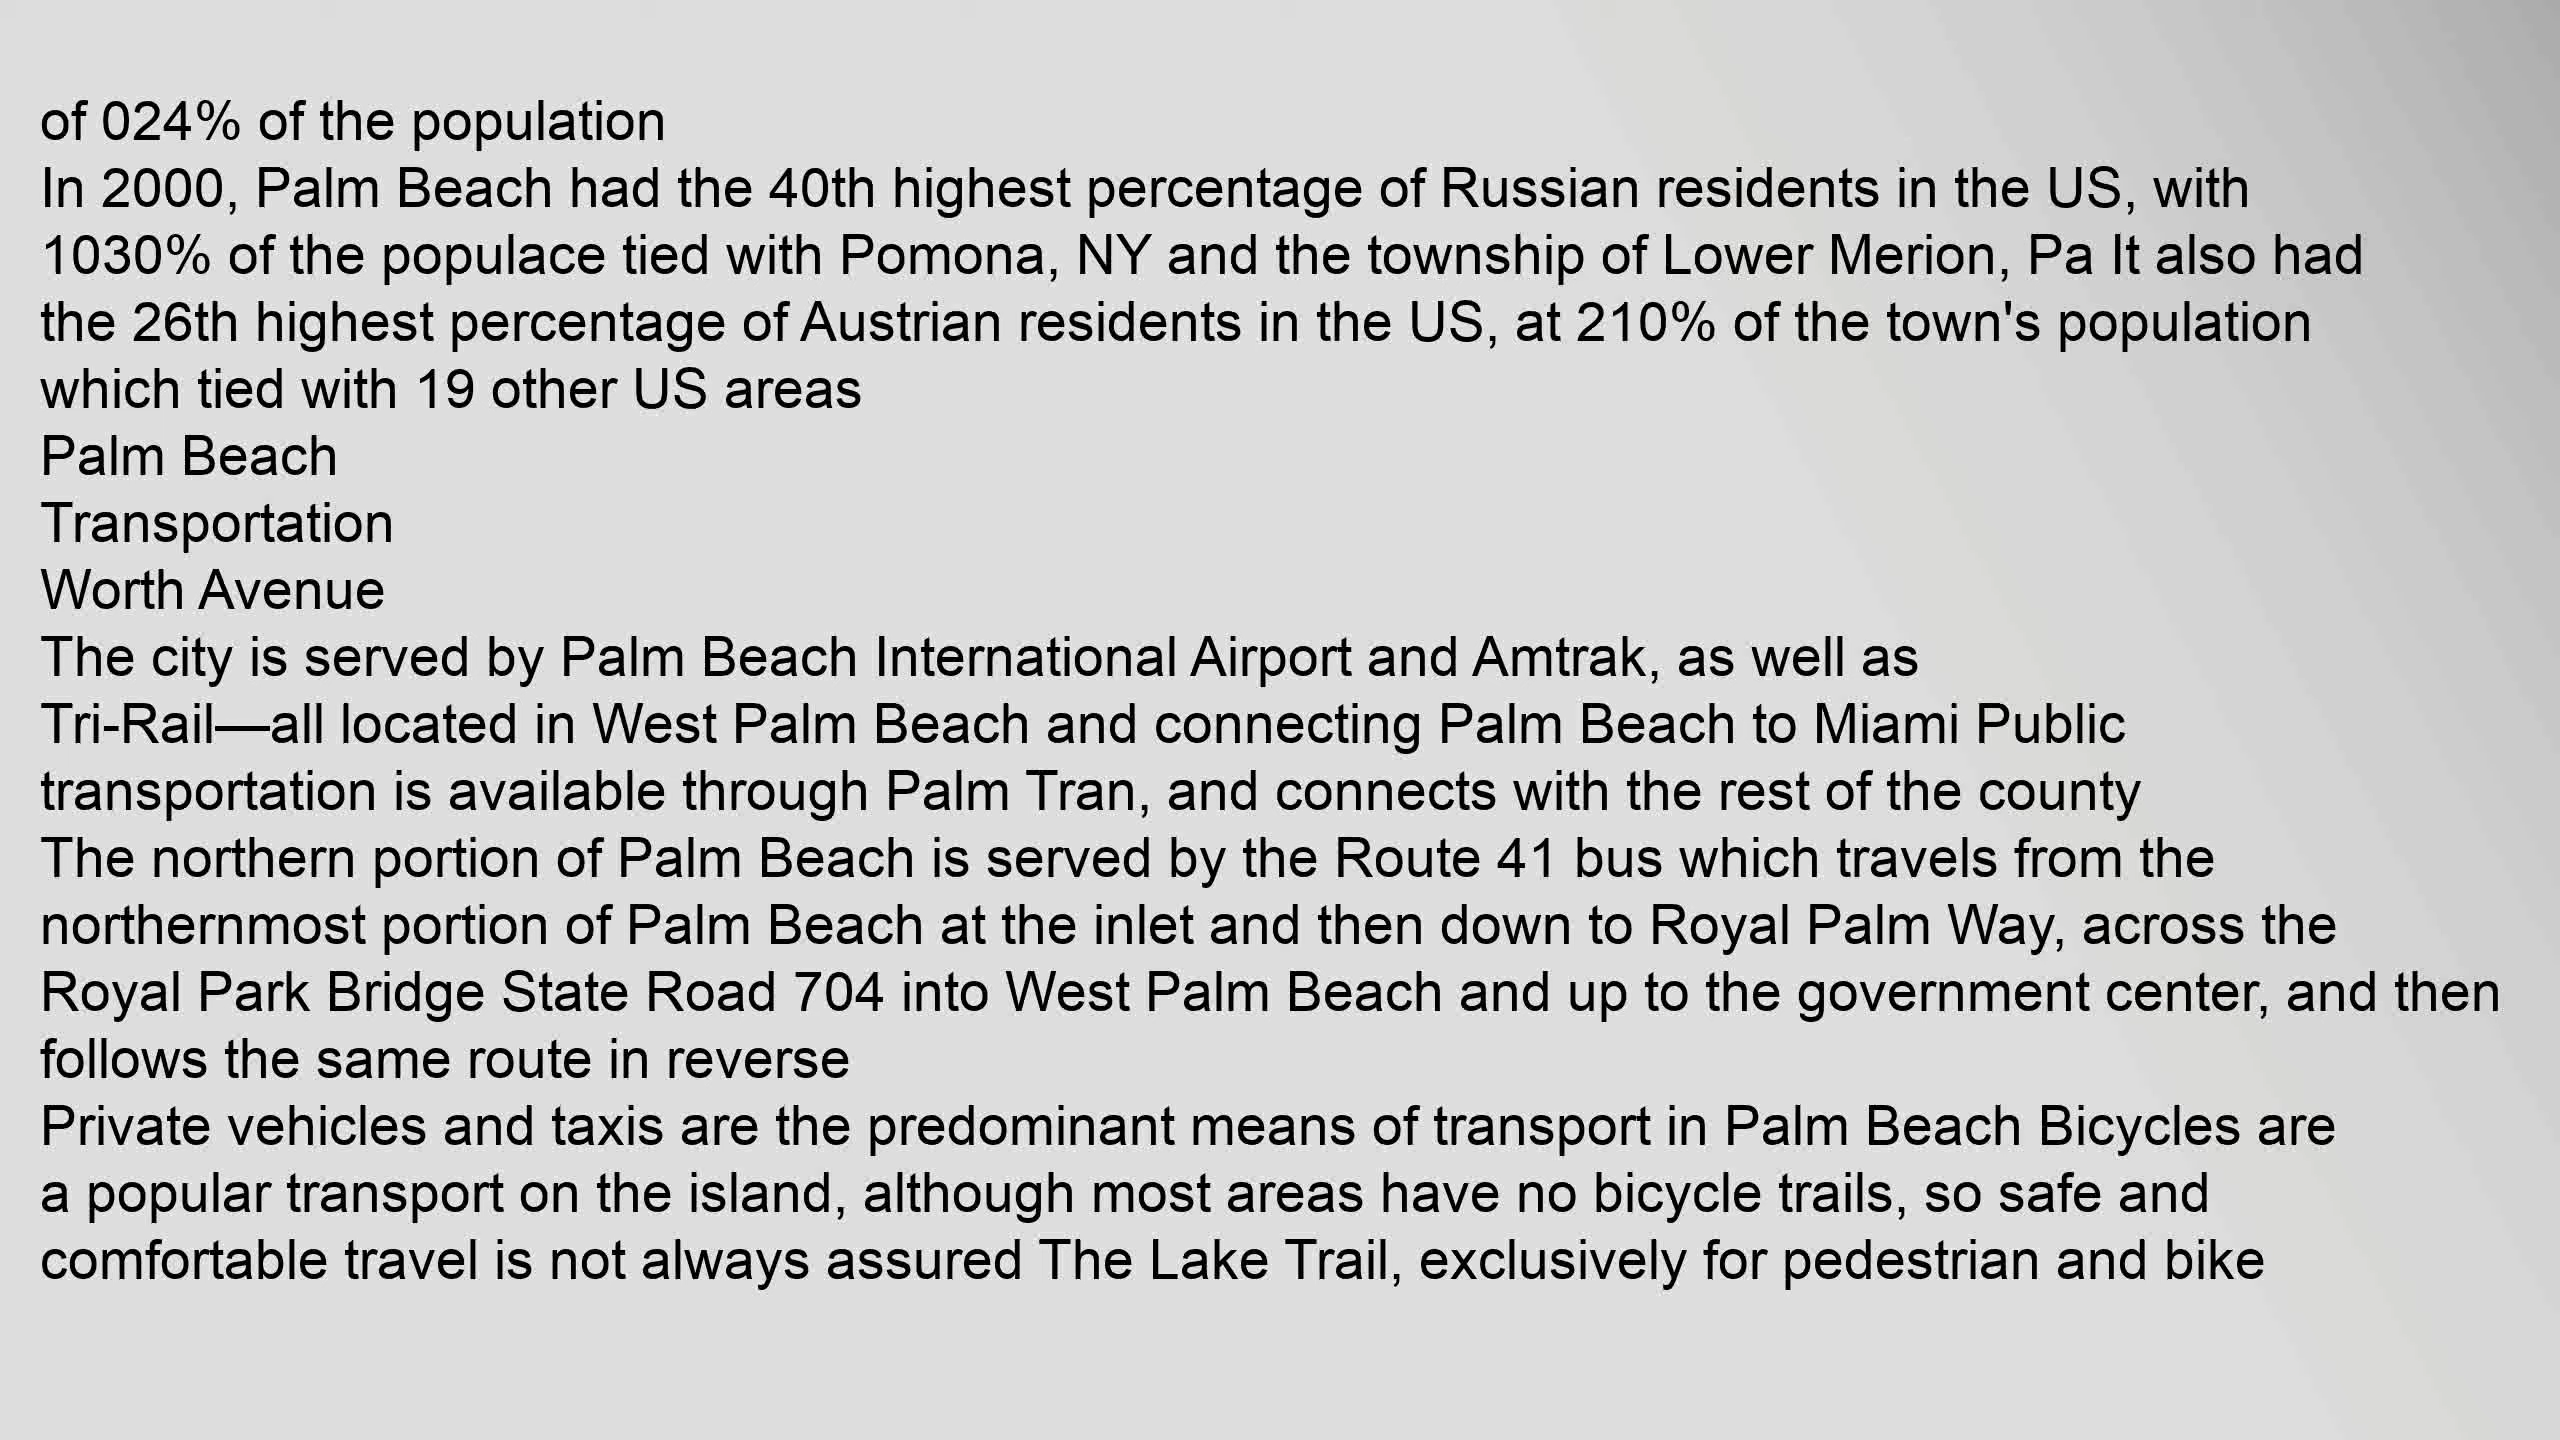 of 024% of the population
In 2000, Palm Beach had the 40th highest percentage of Russian residents in the US, with
1030% of the populace tied with Pomona, NY and the township of Lower Merion, Pa It also had
the 26th highest percentage of Austrian residents in the US, at 210% of the town's population
which tied with 19 other US areas
Palm Beach
Transportation
Worth Avenue
The city is served by Palm Beach International Airport and Amtrak, as well as
Tri-Rail—all located in West Palm Beach and connecting Palm Beach to Miami Public
transportation is available through Palm Tran, and connects with the rest of the county
The northern portion of Palm Beach is served by the Route 41 bus which travels from the
northernmost portion of Palm Beach at the inlet and then down to Royal Palm Way, across the
Royal Park Bridge State Road 704 into West Palm Beach and up to the government center, and then
follows the same route in reverse
Private vehicles and taxis are the predominant means of transport in Palm Beach Bicycles are
a popular transport on the island, although most areas have no bicycle trails, so safe and
comfortable travel is not always assured The Lake Trail, exclusively for pedestrian and bike